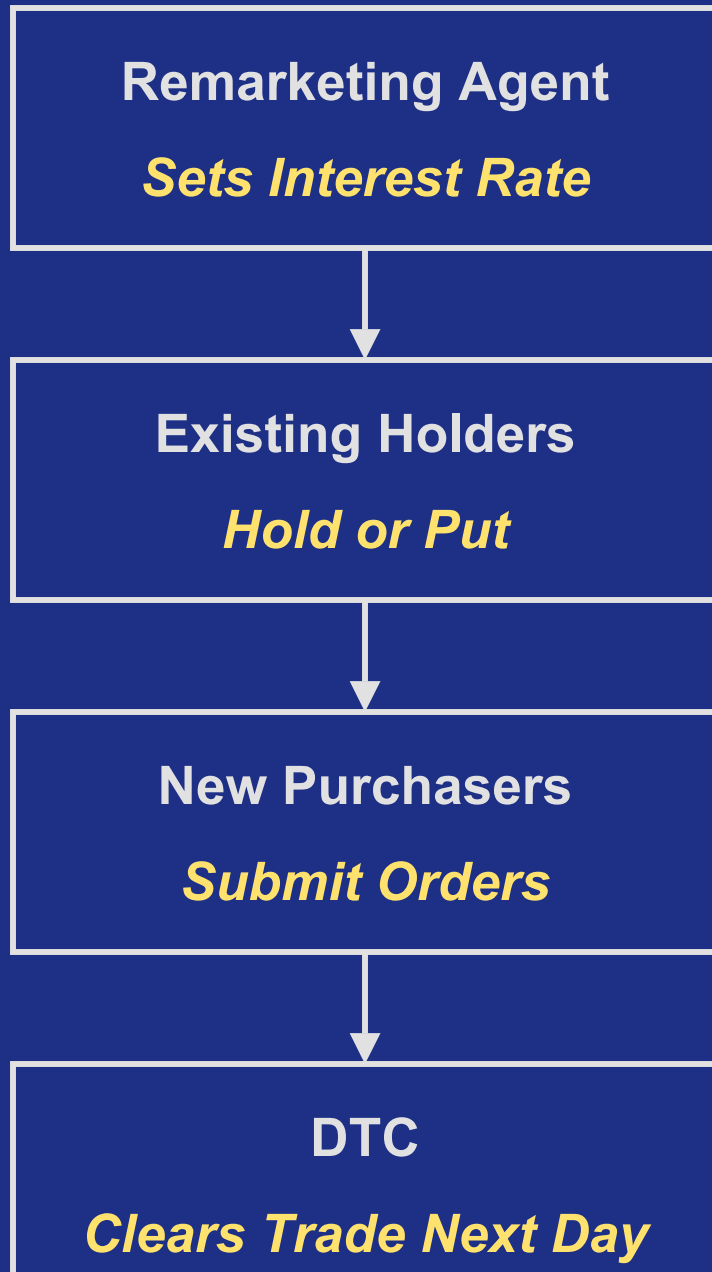 Remarketing Agent
Sets Interest Rate
Existing Holders
Hold or Put
New Purchasers
Submit Orders
DTC
Clears Trade Next Day